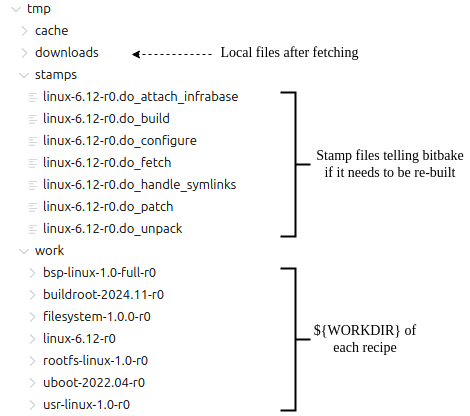 tmp
cache
downloads
Local files after fetching
stamps
linux-6.12-r0.do_attach_infrabase
linux-6.12-r0.do_build
linux-6.12-r0.do_configure
linux-6.12-r0.do_fetch
linux-6.12-r0.do_handle_symlinks
linux-6.12-r0.do_patch
linux-6.12-r0.do_unpack
Stamp files telling bitbake
if it needs to be re-built
work
bsp-linux-1.0-full-r0
buildroot-2024.11-r0
filesystem-1.0.0-r0
linux-6.12-r0
rootfs-linux-1.0-r0
uboot-2022.04-r0
usr-linux-1.0-r0
${WORKDIR} of
each recipe